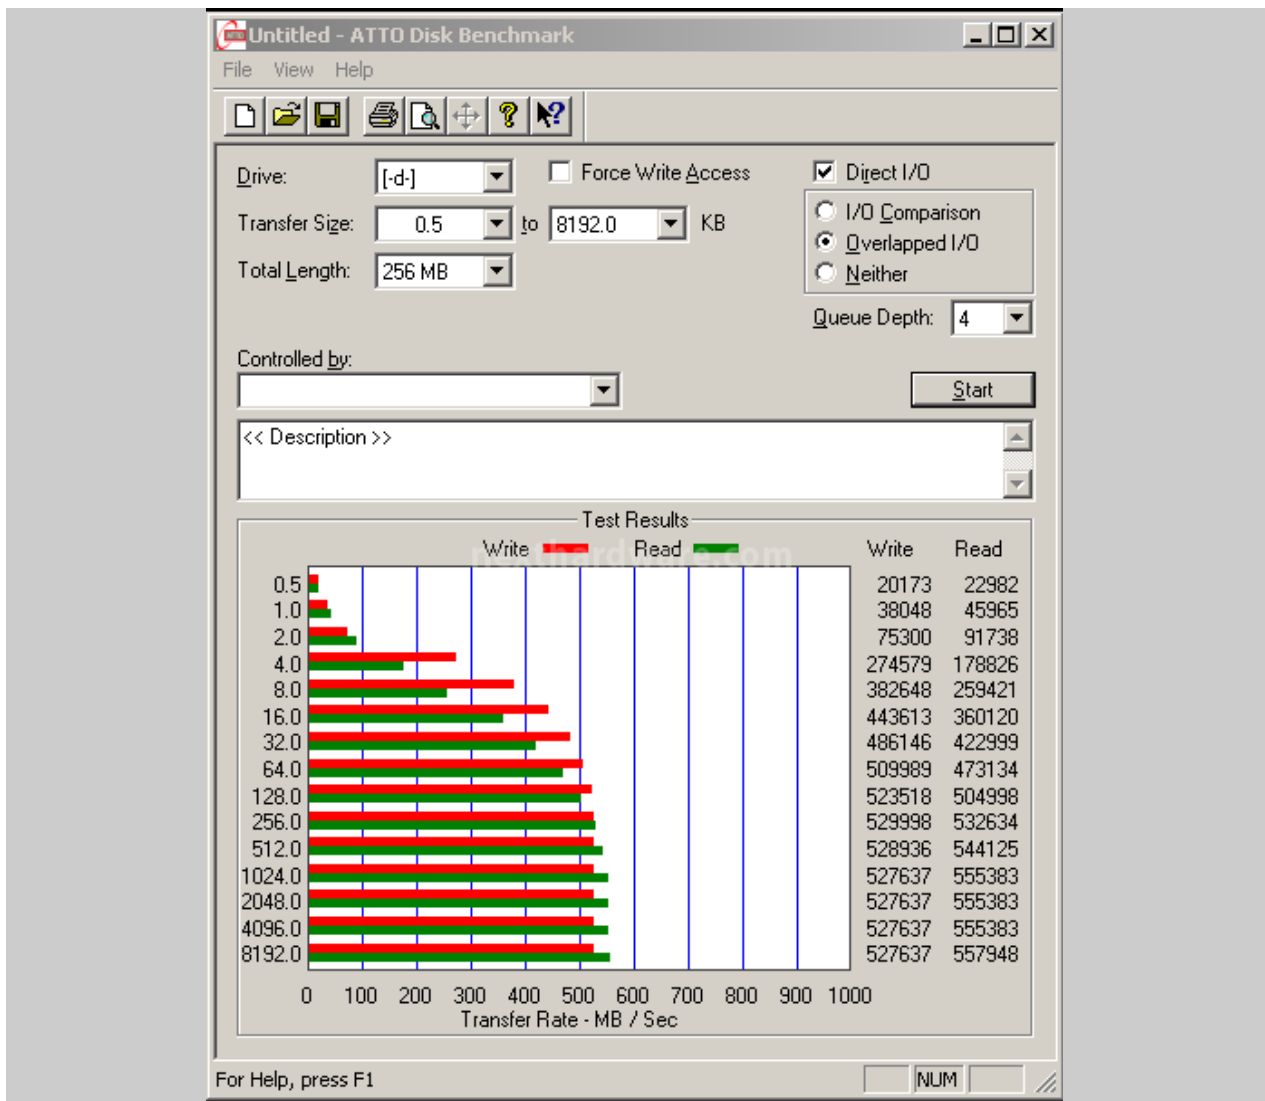 Untitled - ATTO Disk Benchmark
File View Help
Drive: [-d-] Force Write Access Direct I/O
Transfer Size: 0.5 to 8192.0 KB
I/O Comparison
Overlapped I/O
Neither
Total Length: 256 MB
Queue Depth: 4
Controlled by:
Start
<< Description >>
Test Results
Write Read Write Read
nexthardware.com
0.5 20173 22982
1.0 38048 45965
2.0 75300 91738
4.0 274579 178826
8.0 382648 259421
16.0 443613 360120
32.0 486146 422999
64.0 509989 473134
128.0 523518 504998
256.0 529998 532634
512.0 528936 544125
1024.0 527637 555383
2048.0 527637 555383
4096.0 527637 555383
8192.0 527637 557948
0 100 200 300 400 500 600 700 800 900 1000
Transfer Rate - MB / Sec
For Help, press F1 NUM